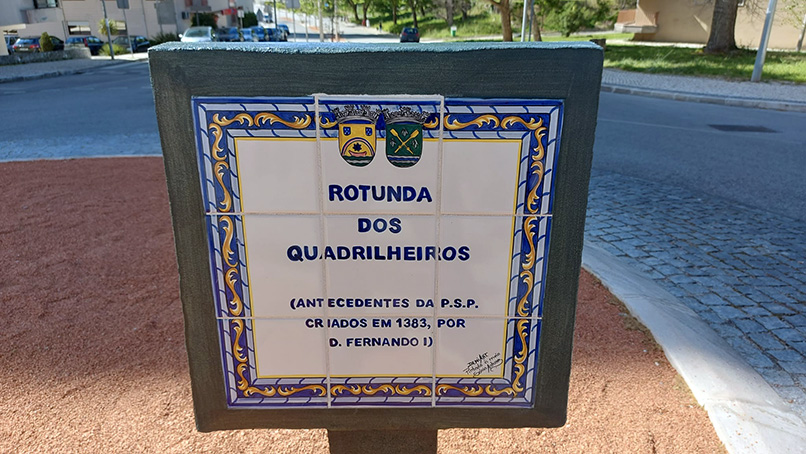 ROTUNDA
DOS
QUADRILHEIROS
(ANTECEDENTES DA P.S.P.
CRIADOS EM 1383, POR
D. FERNANDO I)